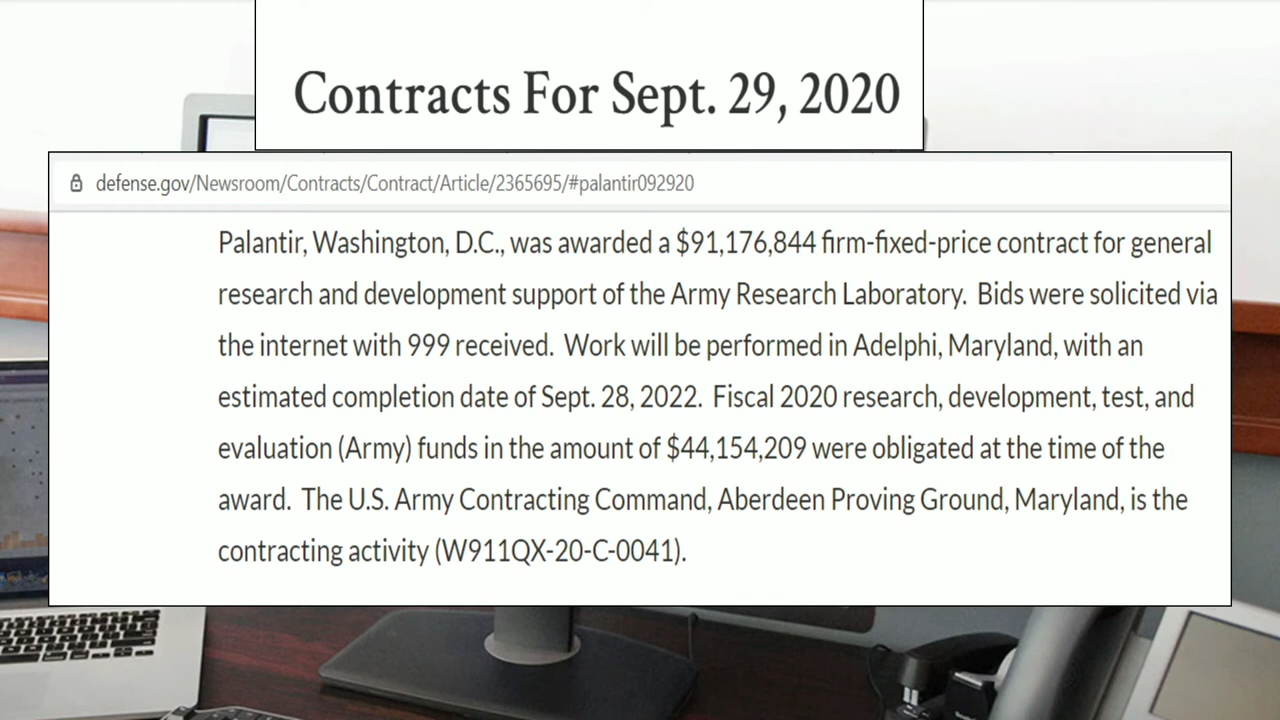 Contracts For Sept. 29, 2020
defense.gov/Newsroom/Contracts/Contract/Article/2365695/#palantir092920
Palantir, Washington, D.C., was awarded a $91,176,844 firm-fixed-price contract for general
research and development support of the Army Research Laboratory.  Bids were solicited via
the internet with 999 received.  Work will be performed in Adelphi, Maryland, with an
estimated completion date of Sept. 28, 2022.  Fiscal 2020 research, development, test, and
evaluation (Army) funds in the amount of $44,154,209 were obligated at the time of the
award.  The U.S. Army Contracting Command, Aberdeen Proving Ground, Maryland, is the
contracting activity (W911QX-20-C-0041).